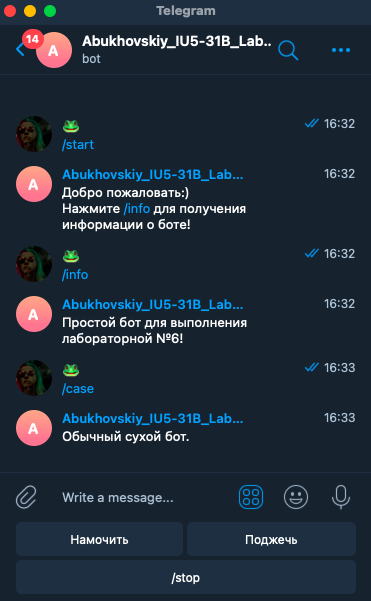 Telegram
14
A
Abukhovskiy_IU5-31B_Lab..
bot
🐸
16:32
/start
A
Abukhovskiy_IU5-31B_Lab...
16:32
Добро пожаловать:)
Нажмите /info для получения
информации о боте!
🐸
16:32
/info
A
Abukhovskiy_IU5-31B_Lab...
16:32
Простой бот для выполнения
лабораторной №6!
🐸
16:33
/case
A
Abukhovskiy_IU5-31B_Lab...
16:33
Обычный сухой бот.
Write a message...
Намочить
Поджечь
/stop